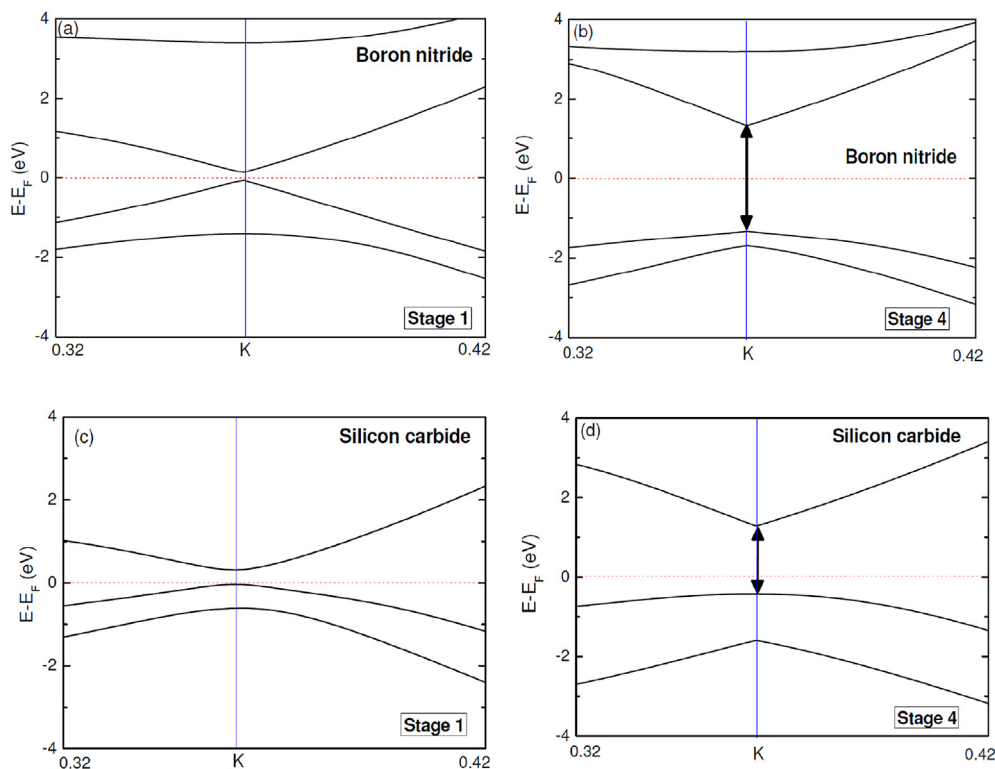 (a)
Boron nitride
4
2
0
-2
-4
E-E_F (eV)
Stage 1
0.32
K
0.42
(b)
Boron nitride
4
2
0
-2
-4
E-E_F (eV)
Stage 4
0.32
K
0.42
(c)
Silicon carbide
4
2
0
-2
-4
E-E_F (eV)
Stage 1
0.32
K
0.42
(d)
Silicon carbide
4
2
0
-2
-4
E-E_F (eV)
Stage 4
0.32
K
0.42